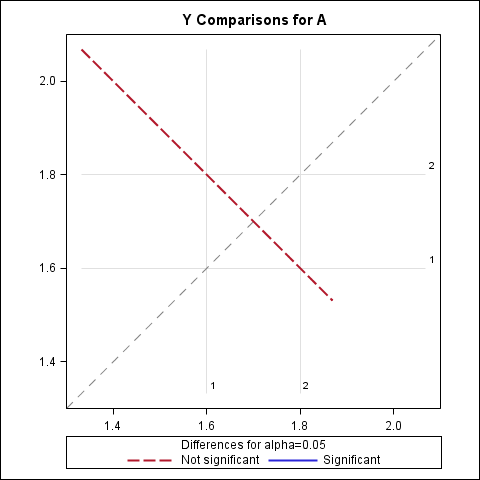 Y Comparisons for A
2.0
1.8
1.6
1.4
2
1
1 2
1.4 1.6 1.8 2.0
Differences for alpha=0.05
Not significant Significant